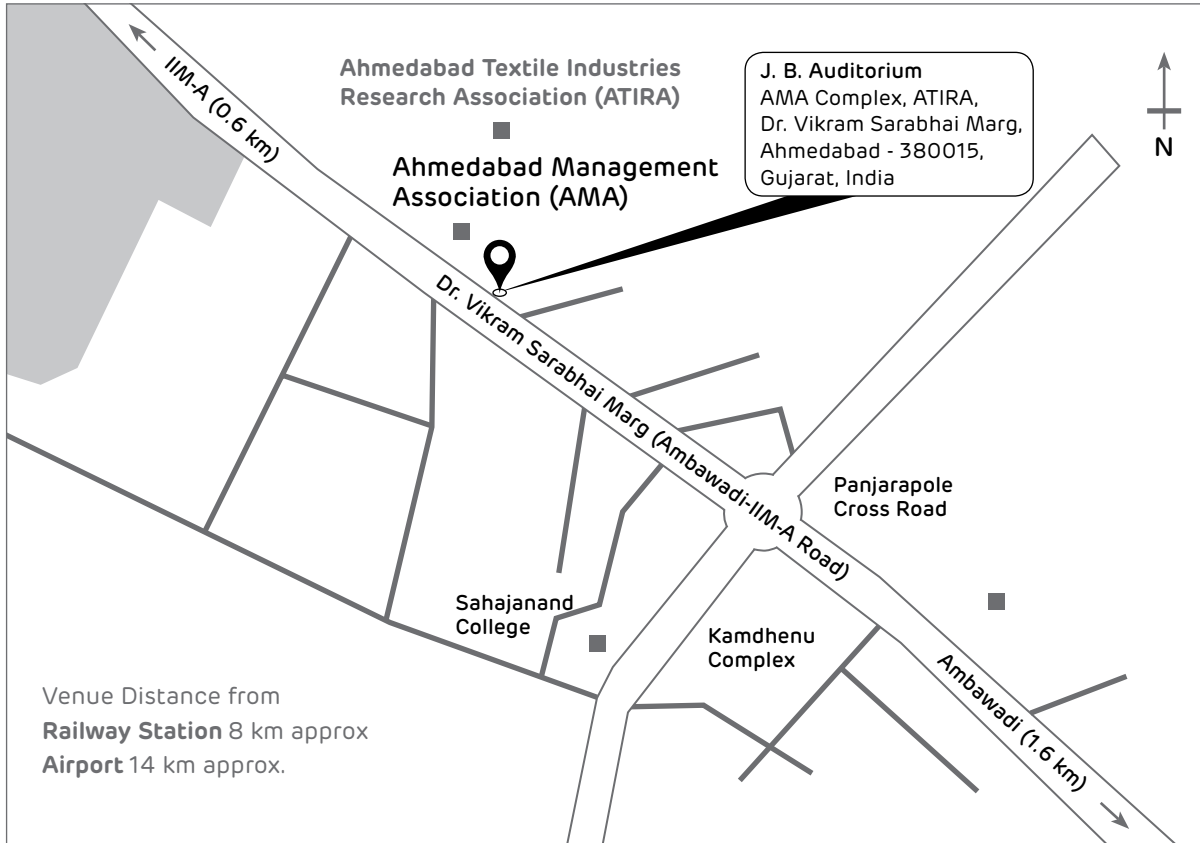 Ahmedabad Textile Industries
Research Association (ATIRA)
J. B. Auditorium
AMA Complex, ATIRA,
Dr. Vikram Sarabhai Marg,
Ahmedabad - 380015,
Gujarat, India
N
IIM-A (0.6 km)
Ahmedabad Management
Association (AMA)
Dr. Vikram Sarabhai Marg (Ambawadi-IIM-A Road)
Panjarapole
Cross Road
Sahajanand
College
Kamdhenu
Complex
Ambawadi (1.6 km)
Venue Distance from
Railway Station 8 km approx
Airport 14 km approx.